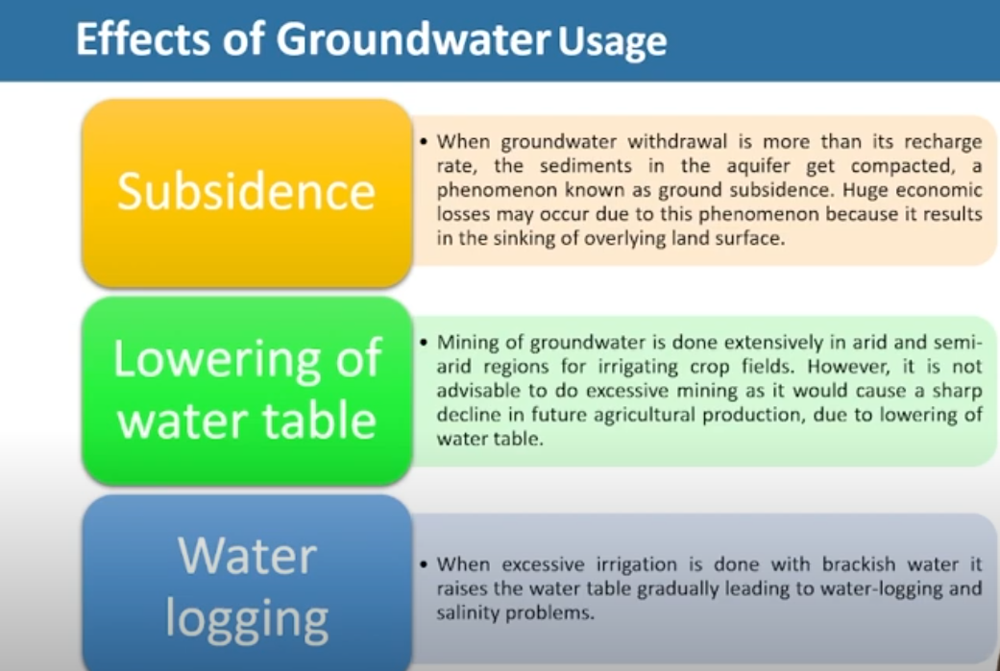 Effects of Groundwater Usage
Subsidence
• When groundwater withdrawal is more than its recharge
rate, the sediments in the aquifer get compacted, a
phenomenon known as ground subsidence. Huge economic
losses may occur due to this phenomenon because it results
in the sinking of overlying land surface.
Lowering of
water table
• Mining of groundwater is done extensively in arid and semi-
arid regions for irrigating crop fields. However, it is not
advisable to do excessive mining as it would cause a sharp
decline in future agricultural production, due to lowering of
water table.
Water
logging
• When excessive irrigation is done with brackish water it
raises the water table gradually leading to water-logging and
salinity problems.